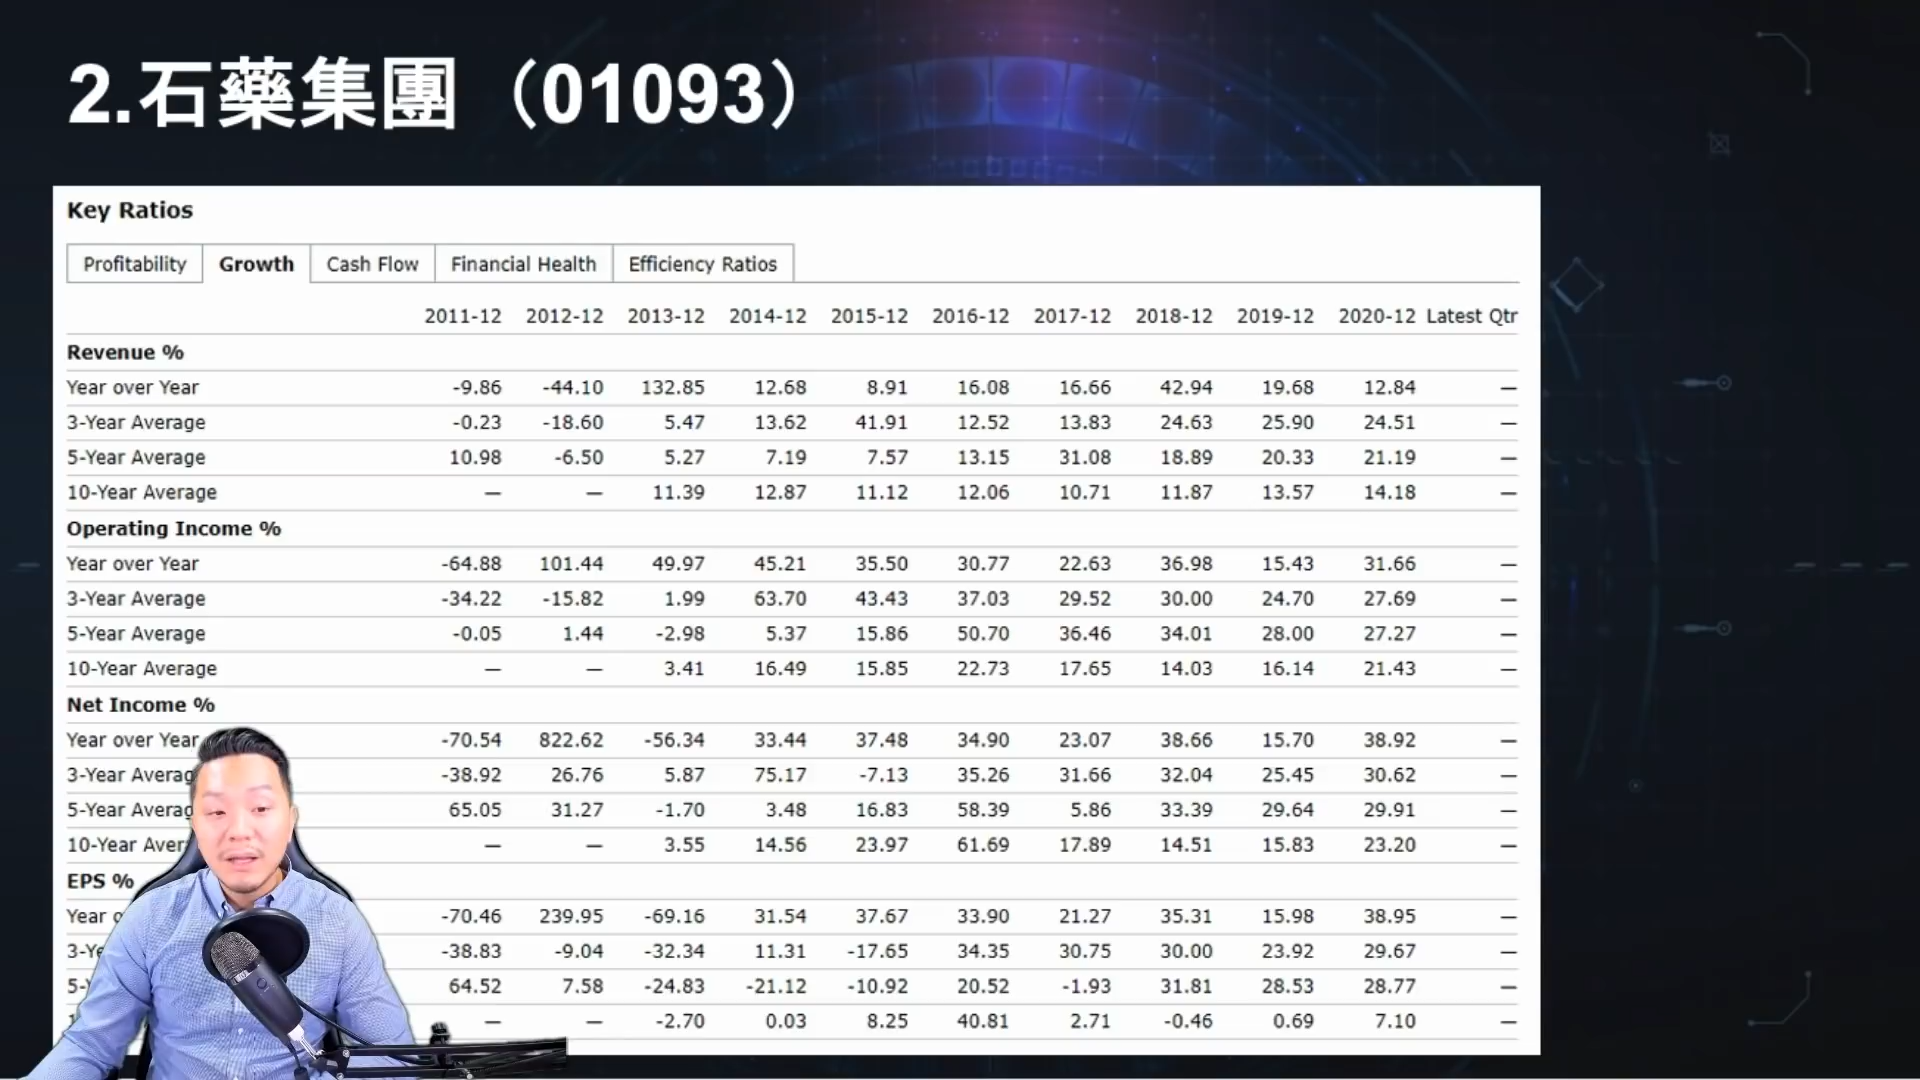 2.石藥集團（01093）
Key Ratios
Profitability Growth Cash Flow Financial Health Efficiency Ratios
2011-12 2012-12 2013-12 2014-12 2015-12 2016-12 2017-12 2018-12 2019-12 2020-12 Latest Qtr
Revenue %
Year over Year -9.86 -44.10 132.85 12.68 8.91 16.08 16.66 42.94 19.68 12.84 —
3-Year Average -0.23 -18.60 5.47 13.62 41.91 12.52 13.83 24.63 25.90 24.51 —
5-Year Average 10.98 -6.50 5.27 7.19 7.57 13.15 31.08 18.89 20.33 21.19 —
10-Year Average — — 11.39 12.87 11.12 12.06 10.71 11.87 13.57 14.18 —
Operating Income %
Year over Year -64.88 101.44 49.97 45.21 35.50 30.77 22.63 36.98 15.43 31.66 —
3-Year Average -34.22 -15.82 1.99 63.70 43.43 37.03 29.52 30.00 24.70 27.69 —
5-Year Average -0.05 1.44 -2.98 5.37 15.86 50.70 36.46 34.01 28.00 27.27 —
10-Year Average — — 3.41 16.49 15.85 22.73 17.65 14.03 16.14 21.43 —
Net Income %
Year over Year -70.54 822.62 -56.34 33.44 37.48 34.90 23.07 38.66 15.70 38.92 —
3-Year Averag -38.92 26.76 5.87 75.17 -7.13 35.26 31.66 32.04 25.45 30.62 —
5-Year Averag 65.05 31.27 -1.70 3.48 16.83 58.39 5.86 33.39 29.64 29.91 —
10-Year Aver — — 3.55 14.56 23.97 61.69 17.89 14.51 15.83 23.20 —
EPS %
Year o -70.46 239.95 -69.16 31.54 37.67 33.90 21.27 35.31 15.98 38.95 —
3-Ye -38.83 -9.04 -32.34 11.31 -17.65 34.35 30.75 30.00 23.92 29.67 —
5-Y 64.52 7.58 -24.83 -21.12 -10.92 20.52 -1.93 31.81 28.53 28.77 —
— — -2.70 0.03 8.25 40.81 2.71 -0.46 0.69 7.10 —